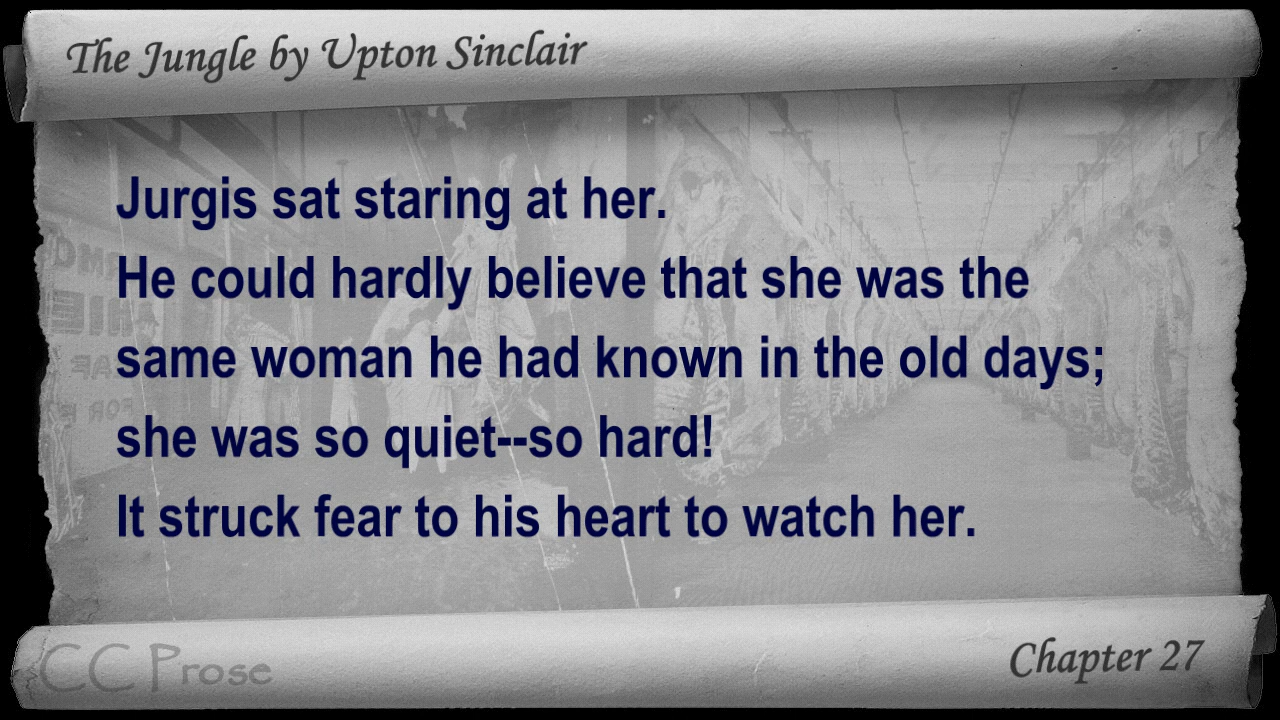 The Jungle by Upton Sinclair
Jurgis sat staring at her.
He could hardly believe that she was the
same woman he had known in the old days;
she was so quiet--so hard!
It struck fear to his heart to watch her.
CC Prose
Chapter 27